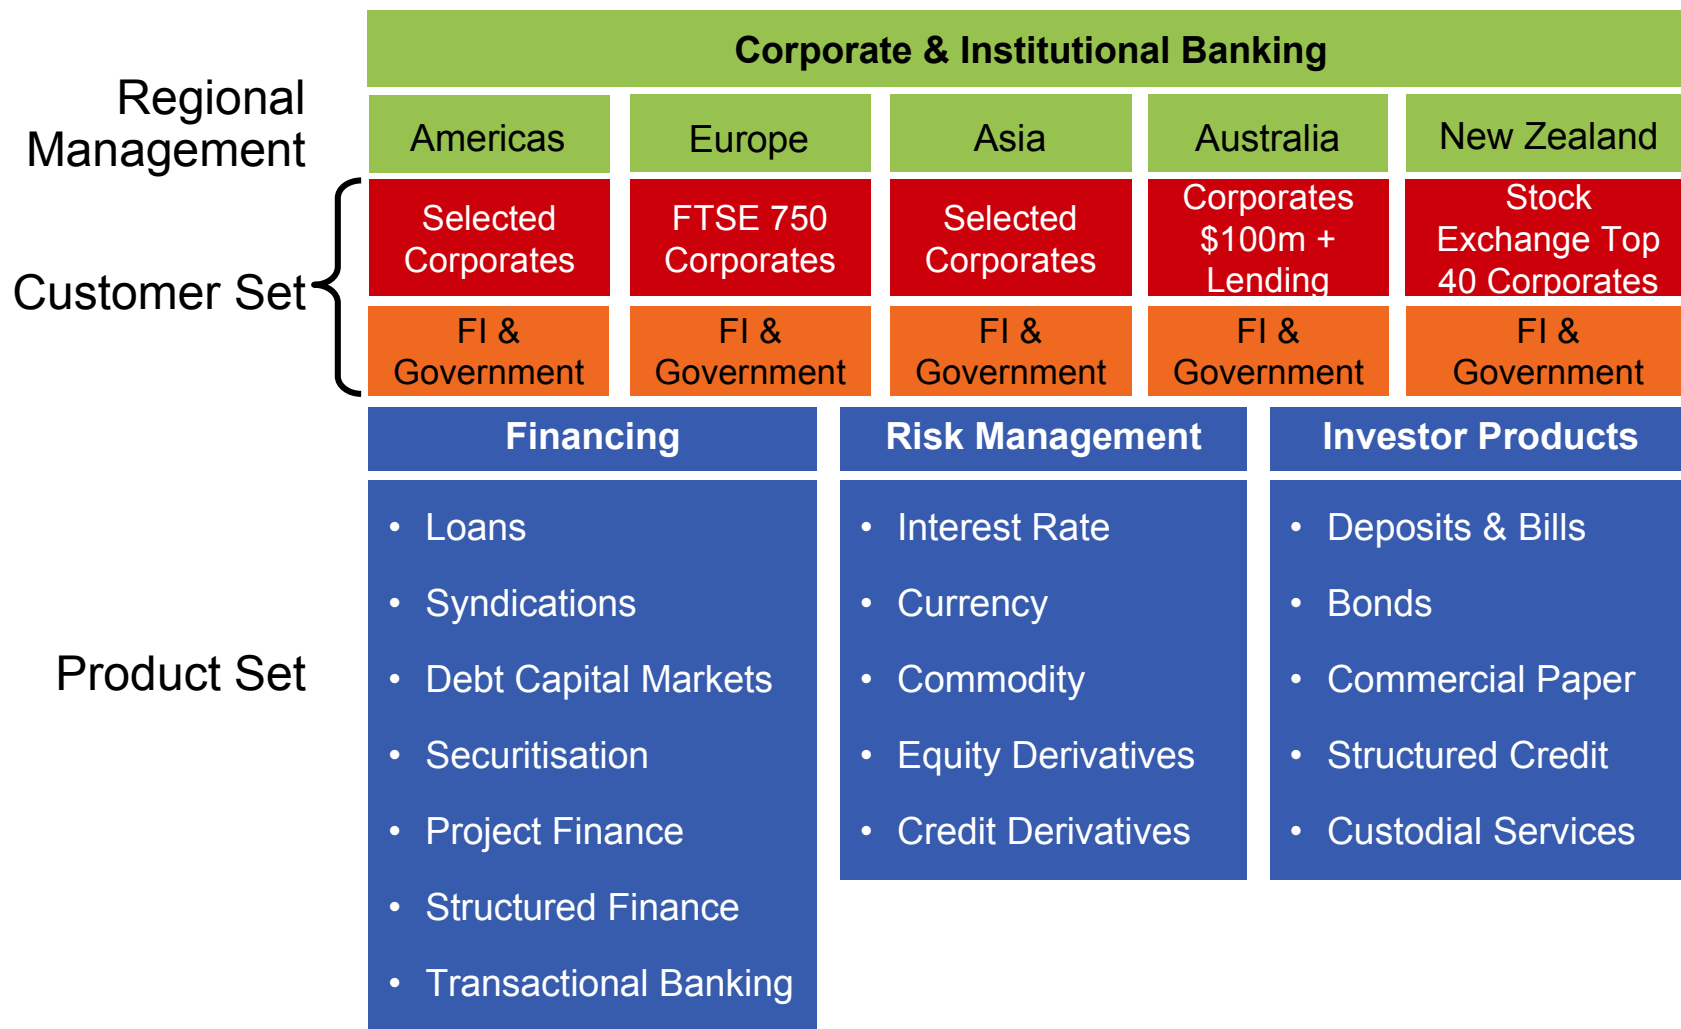 Corporate & Institutional Banking
Regional
Management
Americas
Europe
Asia
Australia
New Zealand
Customer Set
Selected
Corporates
FTSE 750
Corporates
Selected
Corporates
Corporates
$100m +
Lending
Stock
Exchange Top
40 Corporates
FI &
Government
FI &
Government
FI &
Government
FI &
Government
FI &
Government
Product Set
Financing
• Loans
• Syndications
• Debt Capital Markets
• Securitisation
• Project Finance
• Structured Finance
• Transactional Banking
Risk Management
• Interest Rate
• Currency
• Commodity
• Equity Derivatives
• Credit Derivatives
Investor Products
• Deposits & Bills
• Bonds
• Commercial Paper
• Structured Credit
• Custodial Services